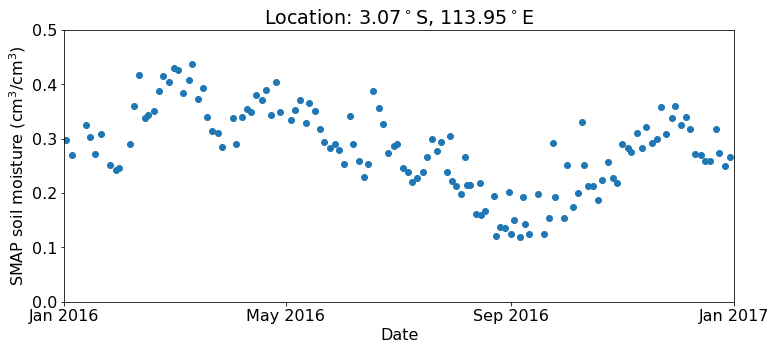 Location: 3.07°S, 113.95°E
SMAP soil moisture (cm³/cm³)
0.5
0.4
0.3
0.2
0.1
0.0
Jan 2016 May 2016 Sep 2016 Jan 2017
Date